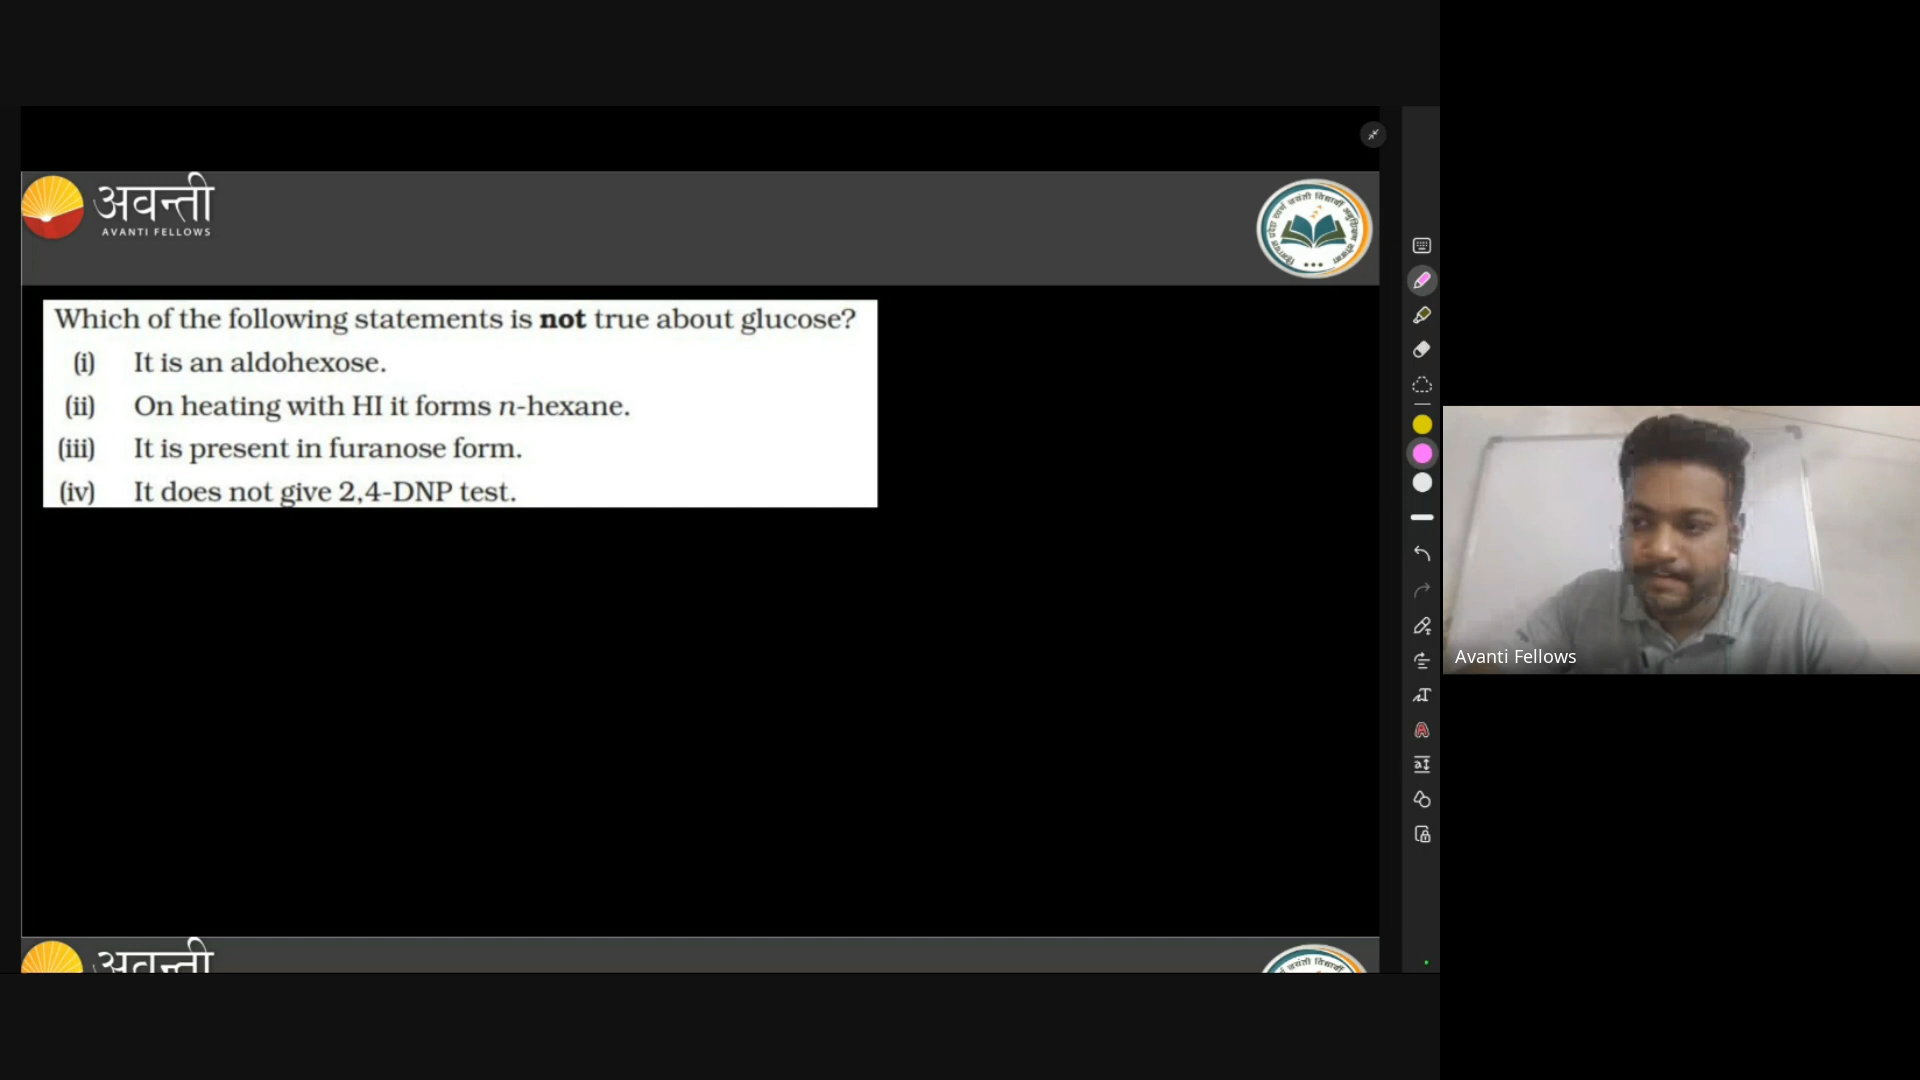 अवन्ती
AVANTI FELLOWS
Which of the following statements is not true about glucose?
(i) It is an aldohexose.
(ii) On heating with HI it forms n-hexane.
(iii) It is present in furanose form.
(iv) It does not give 2,4-DNP test.
Avanti Fellows
अवन्ती